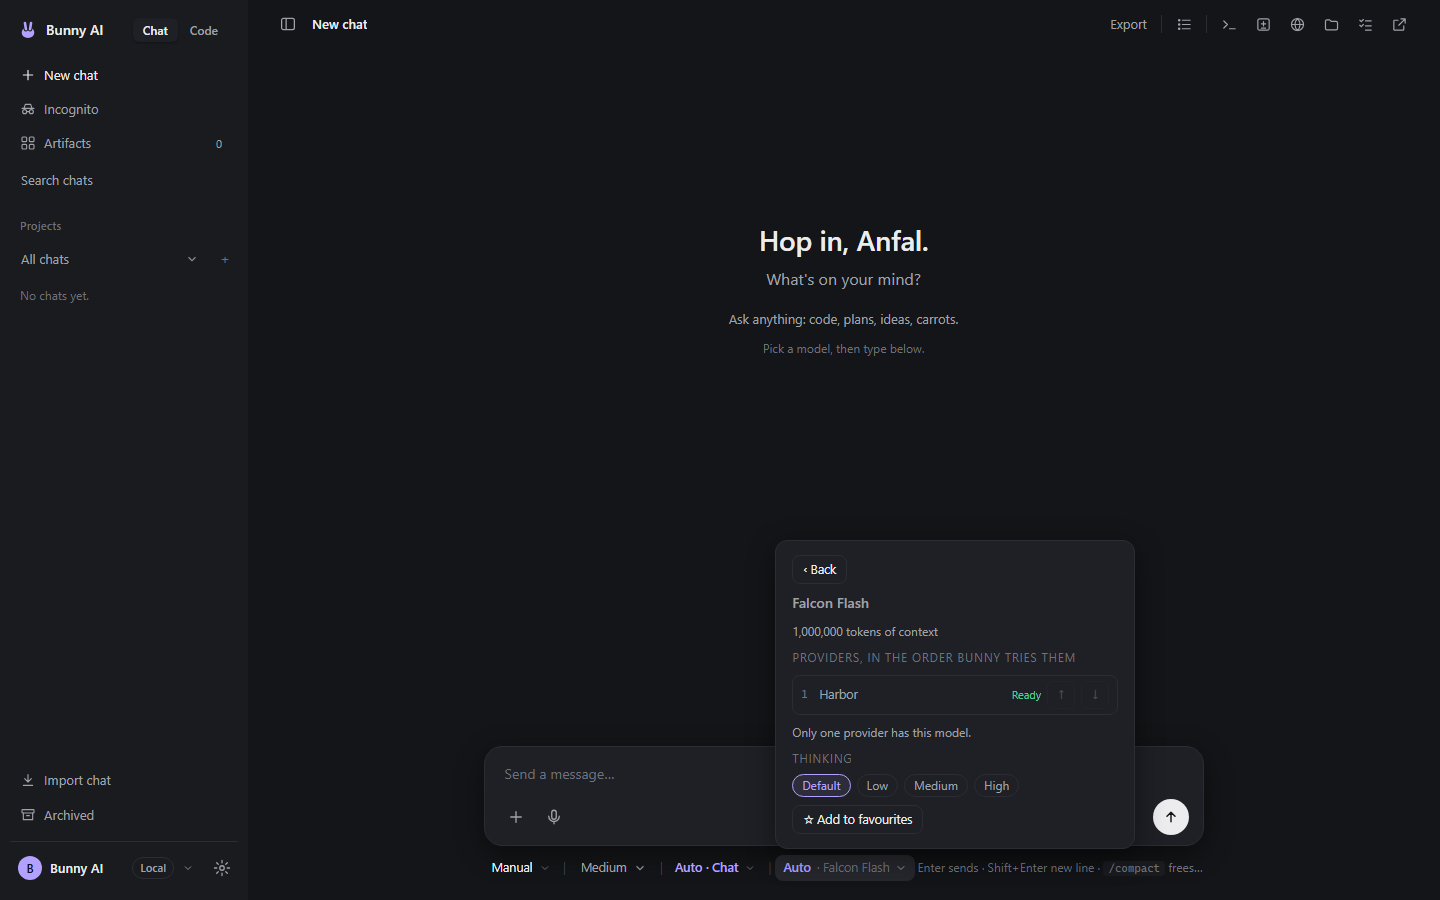 Bunny AI
Chat
Code
New chat
Incognito
Artifacts
0
Search chats
Projects
All chats
+
No chats yet.
Import chat
Archived
B
Bunny AI
Local
New chat
Export
Hop in, Anfal.
What's on your mind?
Ask anything: code, plans, ideas, carrots.
Pick a model, then type below.
‹ Back
Falcon Flash
1,000,000 tokens of context
PROVIDERS, IN THE ORDER BUNNY TRIES THEM
1 Harbor Ready ↑ ↓
Only one provider has this model.
THINKING
Default Low Medium High
☆ Add to favourites
Send a message...
Manual
Medium
Auto · Chat
Auto · Falcon Flash
Enter sends · Shift+Enter new line · /compact frees...